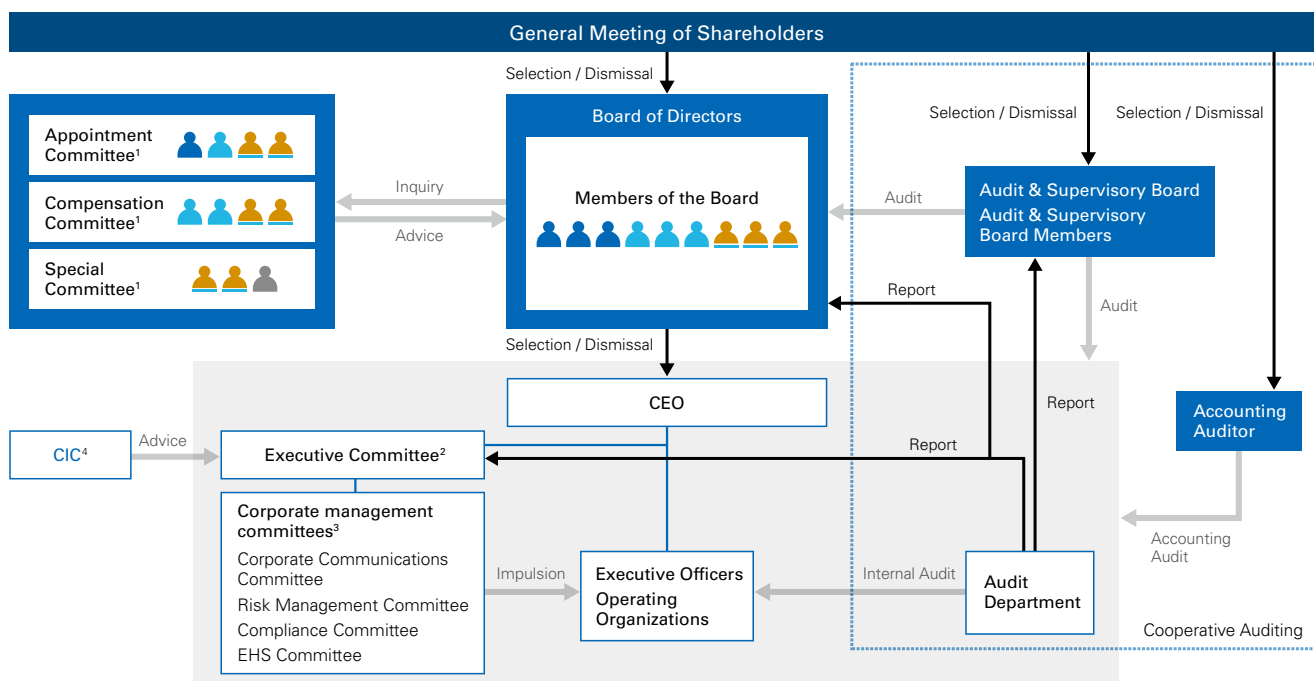 General Meeting of Shareholders
Selection / Dismissal
Selection / Dismissal
Selection / Dismissal
Appointment
Committee¹
Compensation
Committee¹
Special
Committee¹
Inquiry
Advice
Board of Directors
Members of the Board
Audit
Audit & Supervisory Board
Audit & Supervisory
Board Members
Report
Audit
Selection / Dismissal
CEO
Report
Accounting
Auditor
CIC⁴
Advice
Executive Committee²
Report
Corporate management
committees³
Corporate Communications
Committee
Risk Management Committee
Compliance Committee
EHS Committee
Impulsion
Executive Officers
Operating
Organizations
Internal Audit
Audit
Department
Accounting
Audit
Cooperative Auditing